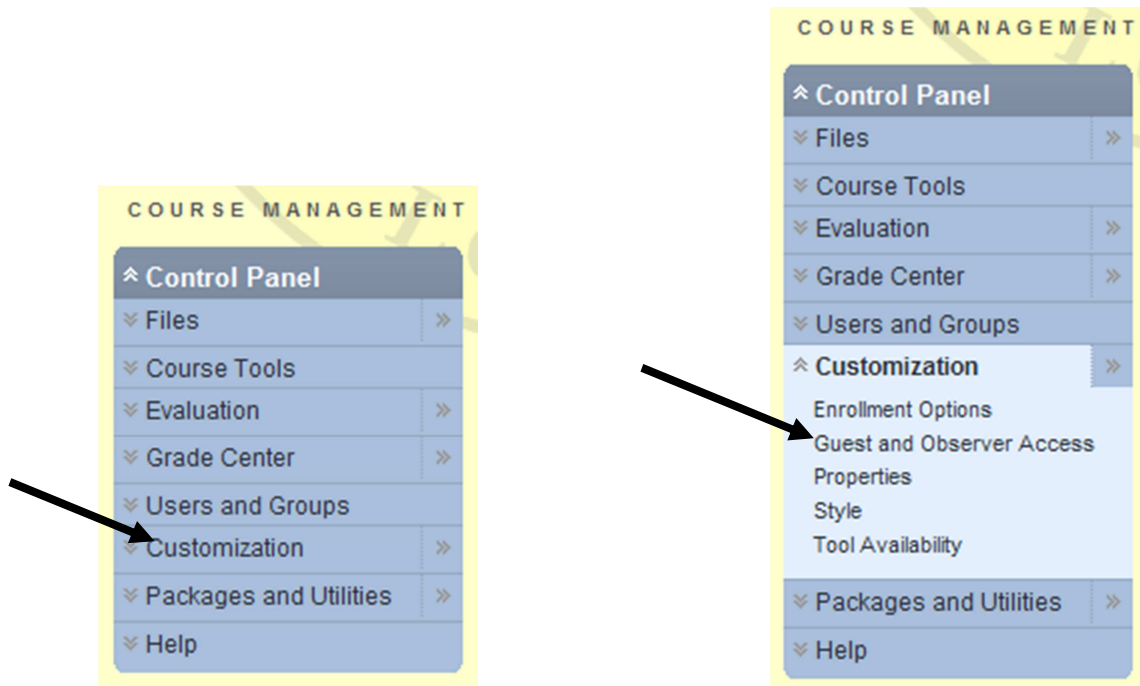 COURSE MANAGEMENT
Control Panel
Files
Course Tools
Evaluation
Grade Center
Users and Groups
Customization
Packages and Utilities
Help
COURSE MANAGEMENT
Control Panel
Files
Course Tools
Evaluation
Grade Center
Users and Groups
Customization
Enrollment Options
Guest and Observer Access
Properties
Style
Tool Availability
Packages and Utilities
Help